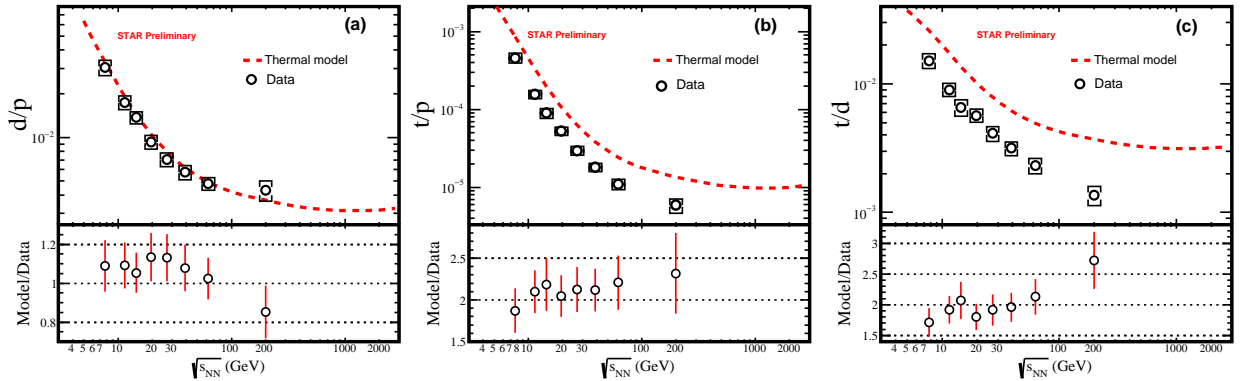 (a)
STAR Preliminary
Thermal model
Data
d/p
10⁻²
Model/Data
1.2
1
0.8
4 5 6 7 10 20 30 100 200 1000 2000
√s_NN (GeV)
(b)
STAR Preliminary
Thermal model
Data
t/p
10⁻³
10⁻⁴
10⁻⁵
Model/Data
2.5
2
1.5
4 5 6 7 8 10 20 30 100 200 1000 2000
√s_NN (GeV)
(c)
STAR Preliminary
Thermal model
Data
t/d
10⁻²
10⁻³
Model/Data
3
2.5
2
1.5
4 5 6 7 10 20 30 100 200 1000 2000
√s_NN (GeV)